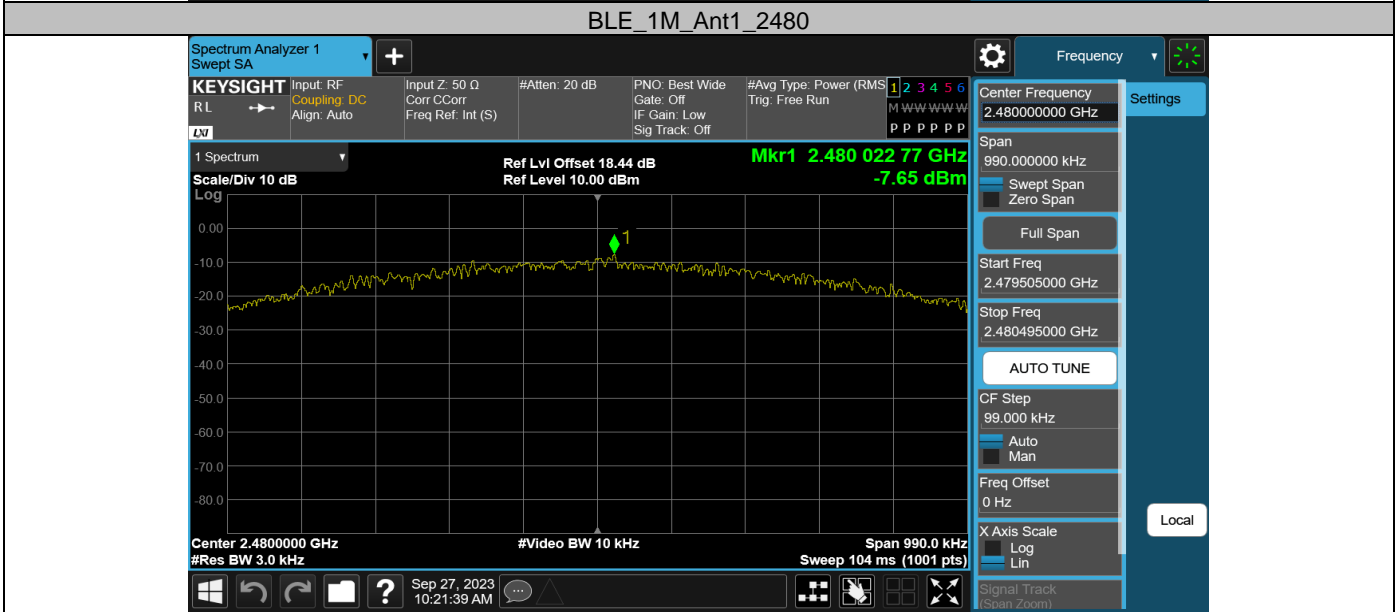 BLE_1M_Ant1_2480
Spectrum Analyzer 1
Swept SA
+
Frequency
KEYSIGHT
RL
LXI
Input: RF
Coupling: DC
Align: Auto
Input Z: 50 Ω
Corr CCorr
Freq Ref: Int (S)
#Atten: 20 dB
PNO: Best Wide
Gate: Off
IF Gain: Low
Sig Track: Off
#Avg Type: Power (RMS
Trig: Free Run
1 2 3 4 5 6
M W W W W W
P P P P P P
1 Spectrum
Scale/Div 10 dB
Ref Lvl Offset 18.44 dB
Ref Level 10.00 dBm
Mkr1 2.480 022 77 GHz
-7.65 dBm
Log
0.00
-10.0
-20.0
-30.0
-40.0
-50.0
-60.0
-70.0
-80.0
1
Center 2.4800000 GHz
#Res BW 3.0 kHz
#Video BW 10 kHz
Span 990.0 kHz
Sweep 104 ms (1001 pts)
?
Sep 27, 2023
10:21:39 AM
Center Frequency
2.480000000 GHz
Span
990.000000 kHz
Swept Span
Zero Span
Full Span
Start Freq
2.479505000 GHz
Stop Freq
2.480495000 GHz
AUTO TUNE
CF Step
99.000 kHz
Auto
Man
Freq Offset
0 Hz
X Axis Scale
Log
Lin
Signal Track
(Span Zoom)
Settings
Local